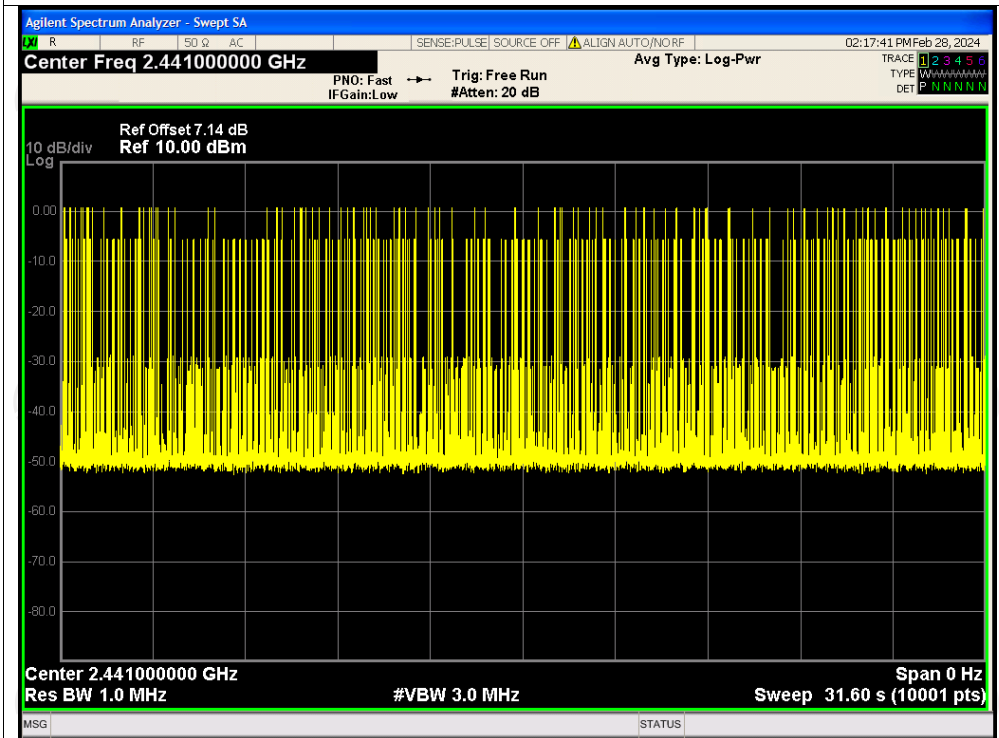 Agilent Spectrum Analyzer - Swept SA
LXI R RF 50 Ω AC SENSE:PULSE SOURCE OFF ALIGN AUTO/NO RF 02:17:41 PM Feb 28, 2024
Center Freq 2.441000000 GHz Avg Type: Log-Pwr TRACE 1 2 3 4 5 6
PNO: Fast Trig: Free Run TYPE W
IFGain:Low #Atten: 20 dB DET P N N N N N
Ref Offset 7.14 dB
10 dB/div Ref 10.00 dBm
Log
0.00
-10.0
-20.0
-30.0
-40.0
-50.0
-60.0
-70.0
-80.0
Center 2.441000000 GHz Span 0 Hz
Res BW 1.0 MHz #VBW 3.0 MHz Sweep 31.60 s (10001 pts)
MSG STATUS